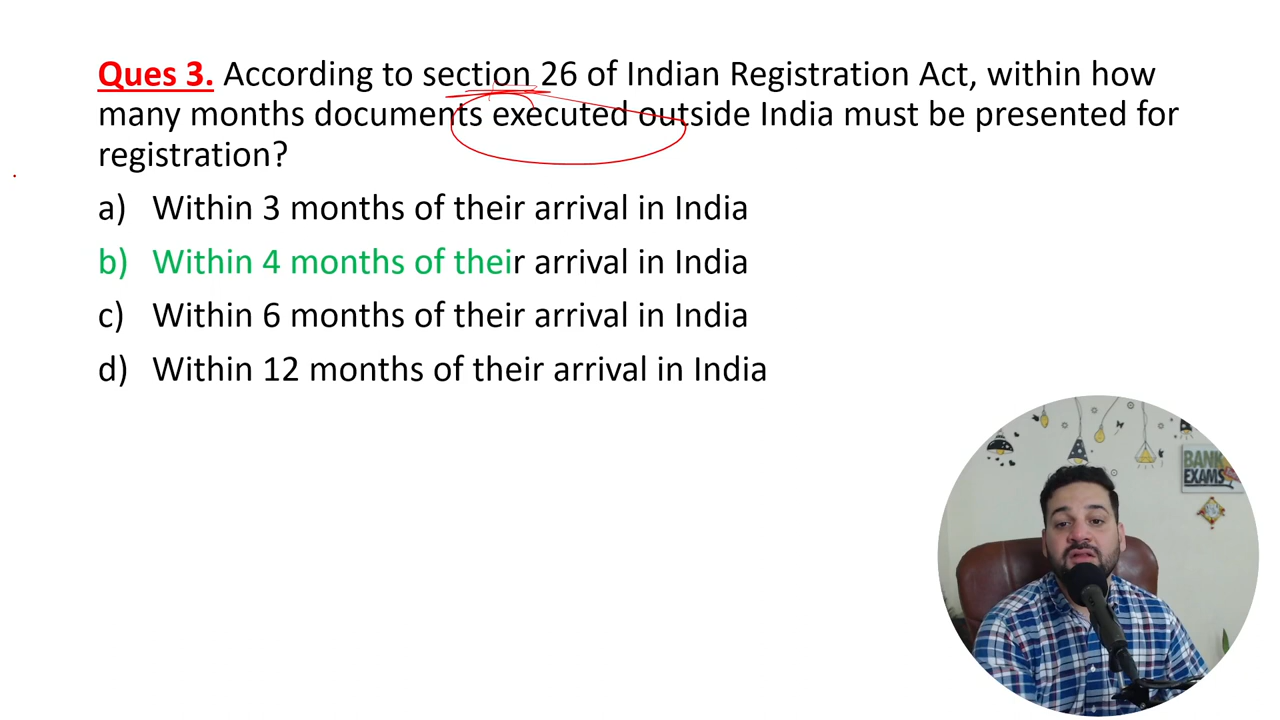 Ques 3. According to section 26 of Indian Registration Act, within how
many months documents executed outside India must be presented for
registration?
a) Within 3 months of their arrival in India
b) Within 4 months of their arrival in India
c) Within 6 months of their arrival in India
d) Within 12 months of their arrival in India
BANK
EXAMS